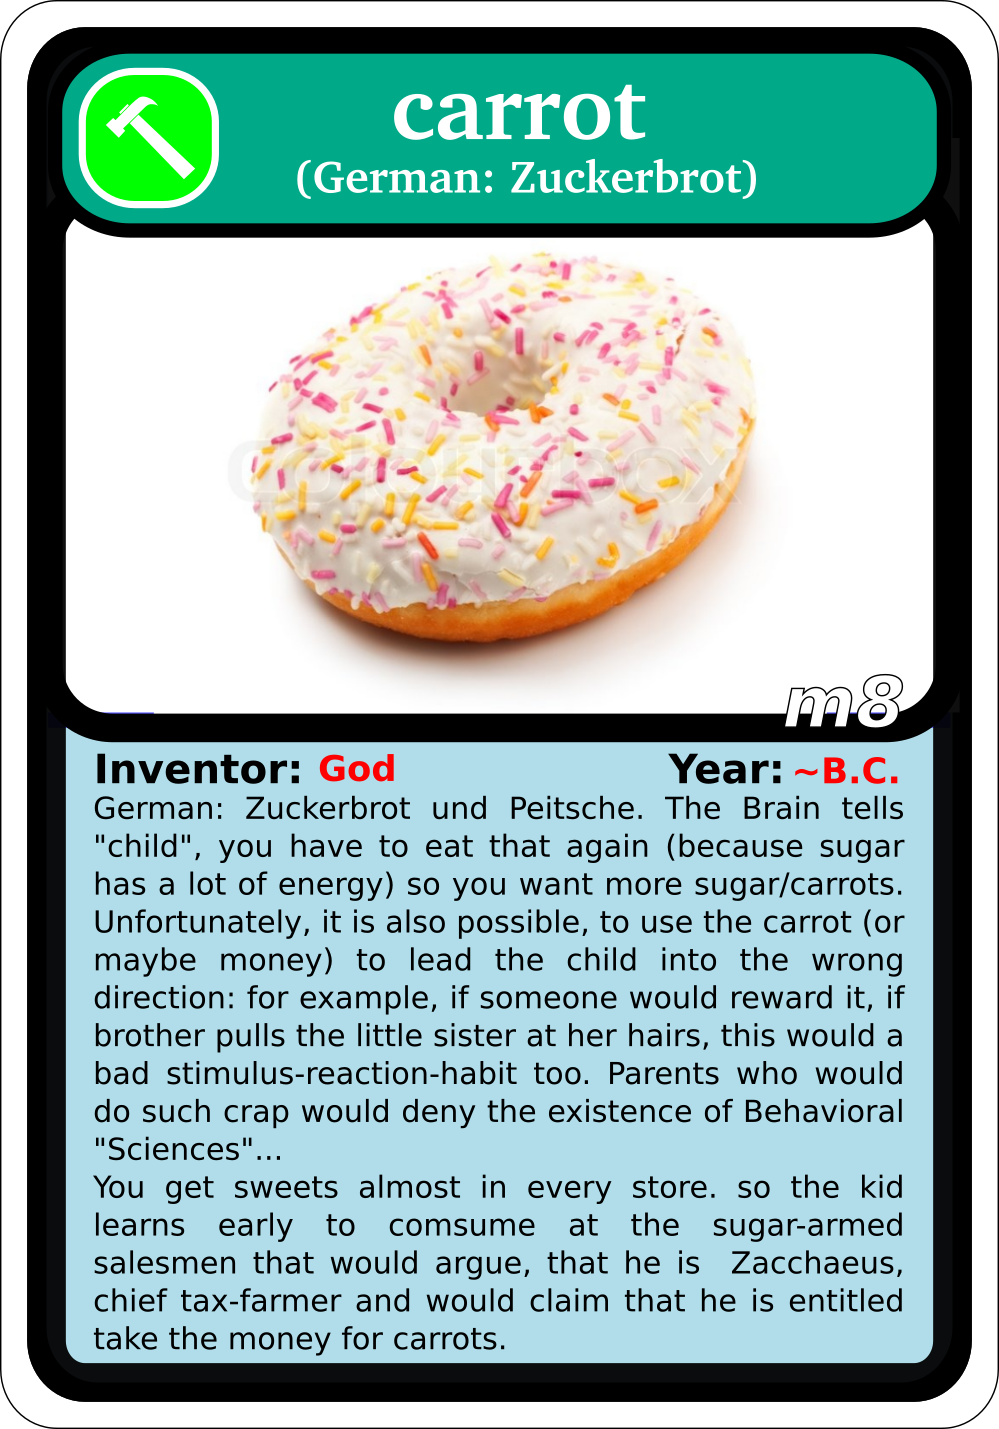 carrot
(German: Zuckerbrot)
colourbox
m8
Inventor: God Year: ~B.C.
German: Zuckerbrot und Peitsche. The Brain tells
"child", you have to eat that again (because sugar
has a lot of energy) so you want more sugar/carrots.
Unfortunately, it is also possible, to use the carrot (or
maybe money) to lead the child into the wrong
direction: for example, if someone would reward it, if
brother pulls the little sister at her hairs, this would a
bad stimulus-reaction-habit too. Parents who would
do such crap would deny the existence of Behavioral
"Sciences"...
You get sweets almost in every store. so the kid
learns early to comsume at the sugar-armed
salesmen that would argue, that he is Zacchaeus,
chief tax-farmer and would claim that he is entitled
take the money for carrots.